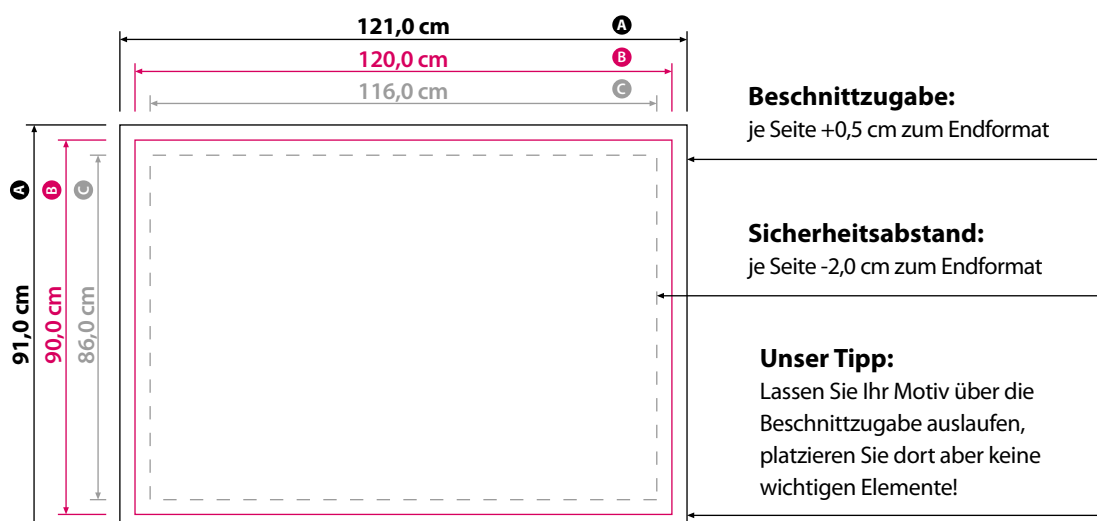 121,0 cm A
120,0 cm B
116,0 cm C
A
91,0 cm
B
90,0 cm
C
86,0 cm
Beschnittzugabe:
je Seite +0,5 cm zum Endformat
Sicherheitsabstand:
je Seite -2,0 cm zum Endformat
Unser Tipp:
Lassen Sie Ihr Motiv über die
Beschnittzugabe auslaufen,
platzieren Sie dort aber keine
wichtigen Elemente!